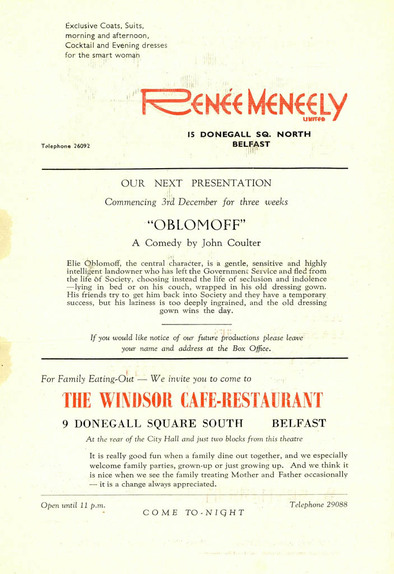 Exclusive Coats, Suits,
morning and afternoon,
Cocktail and Evening dresses
for the smart woman
RENÉE MENEELY
LIMITED
15 DONEGALL SQ. NORTH
BELFAST
Telephone 26092
OUR NEXT PRESENTATION
Commencing 3rd December for three weeks
"OBLOMOFF"
A Comedy by John Coulter
Elie Oblomoff, the central character, is a gentle, sensitive and highly
intelligent landowner who has left the Government Service and fled from
the life of Society, choosing instead the life of seclusion and indolence
—lying in bed or on his couch, wrapped in his old dressing gown.
His friends try to get him back into Society and they have a temporary
success, but his laziness is too deeply ingrained, and the old dressing
gown wins the day.
If you would like notice of our future productions please leave
your name and address at the Box Office.
For Family Eating-Out — We invite you to come to
THE WINDSOR CAFE-RESTAURANT
9 DONEGALL SQUARE SOUTH BELFAST
At the rear of the City Hall and just two blocks from this theatre
It is really good fun when a family dine out together, and we especially
welcome family parties, grown-up or just growing up. And we think it
is nice when we see the family treating Mother and Father occasionally
— it is a change always appreciated.
Open until 11 p.m. Telephone 29088
COME TO-NIGHT